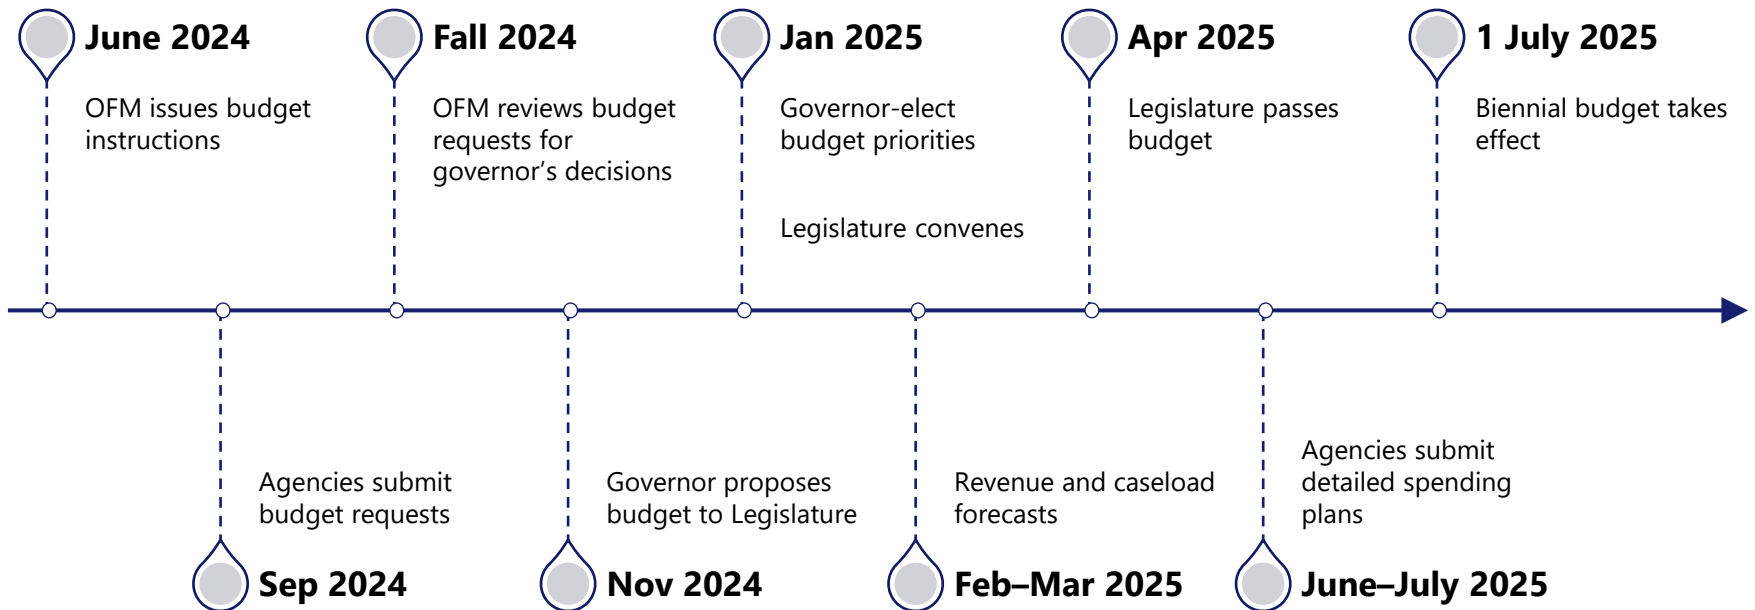 June 2024
OFM issues budget
instructions
Fall 2024
OFM reviews budget
requests for
governor’s decisions
Jan 2025
Governor-elect
budget priorities
Legislature convenes
Apr 2025
Legislature passes
budget
1 July 2025
Biennial budget takes
effect
Agencies submit
budget requests
Sep 2024
Governor proposes
budget to Legislature
Nov 2024
Revenue and caseload
forecasts
Feb–Mar 2025
Agencies submit
detailed spending
plans
June–July 2025